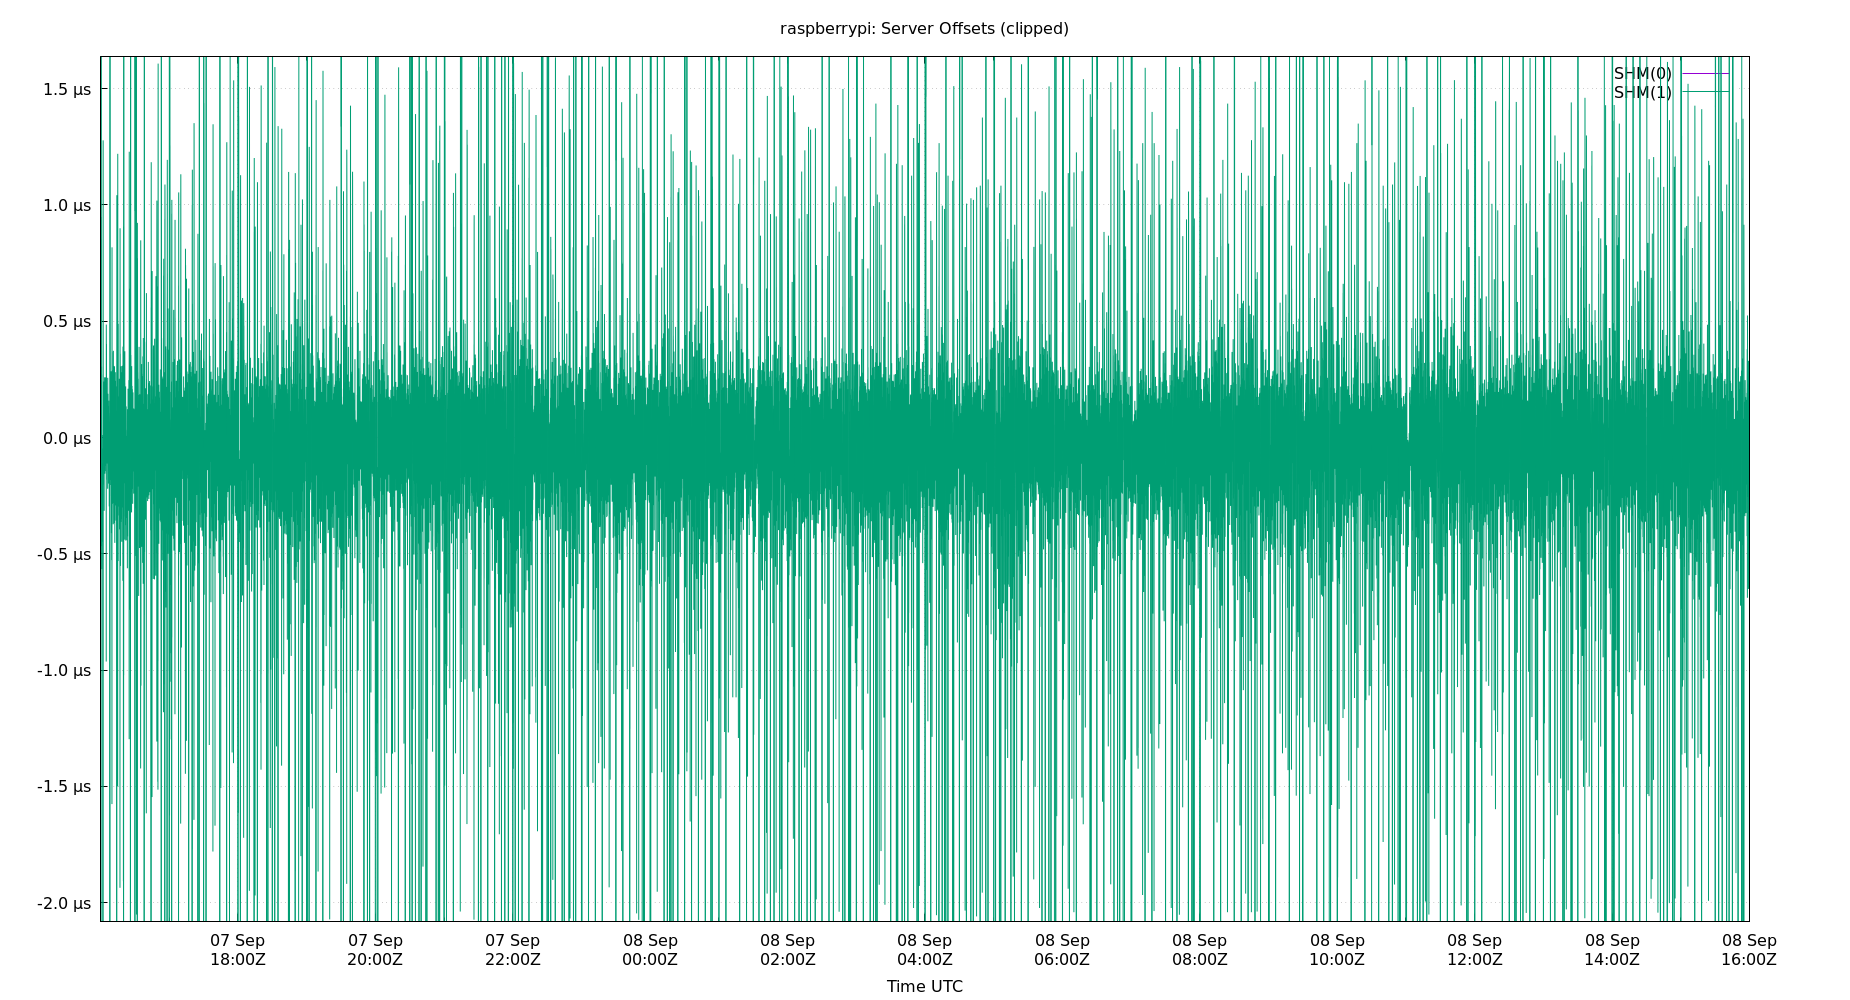 raspberrypi: Server Offsets (clipped)
SHM(0)
SHM(1)
1.5 µs
1.0 µs
0.5 µs
0.0 µs
-0.5 µs
-1.0 µs
-1.5 µs
-2.0 µs
07 Sep 07 Sep 07 Sep 08 Sep 08 Sep 08 Sep 08 Sep 08 Sep 08 Sep 08 Sep 08 Sep 08 Sep
18:00Z 20:00Z 22:00Z 00:00Z 02:00Z 04:00Z 06:00Z 08:00Z 10:00Z 12:00Z 14:00Z 16:00Z
Time UTC